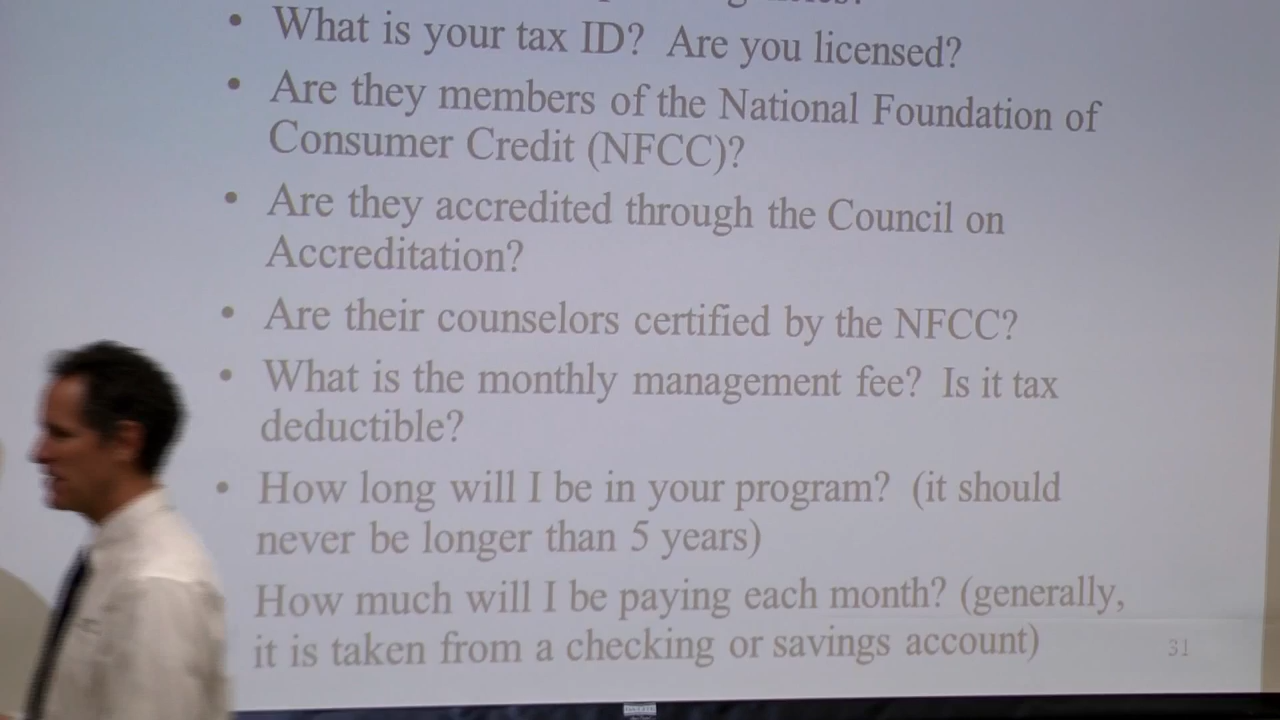 • What is your tax ID? Are you licensed?
• Are they members of the National Foundation of
Consumer Credit (NFCC)?
• Are they accredited through the Council on
Accreditation?
• Are their counselors certified by the NFCC?
• What is the monthly management fee? Is it tax
deductible?
• How long will I be in your program? (it should
never be longer than 5 years)
How much will I be paying each month? (generally,
it is taken from a checking or savings account)
31